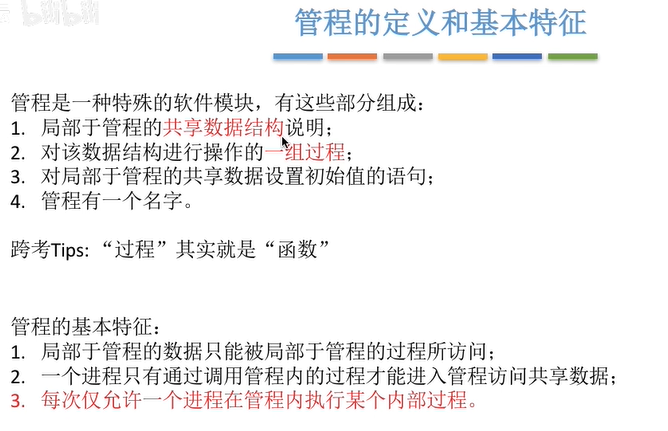 bilibili
管程的定义和基本特征
管程是一种特殊的软件模块，有这些部分组成：
1. 局部于管程的共享数据结构说明；
2. 对该数据结构进行操作的一组过程；
3. 对局部于管程的共享数据设置初始值的语句；
4. 管程有一个名字。
跨考Tips: “过程”其实就是“函数”
管程的基本特征：
1. 局部于管程的数据只能被局部于管程的过程所访问；
2. 一个进程只有通过调用管程内的过程才能进入管程访问共享数据；
3. 每次仅允许一个进程在管程内执行某个内部过程。